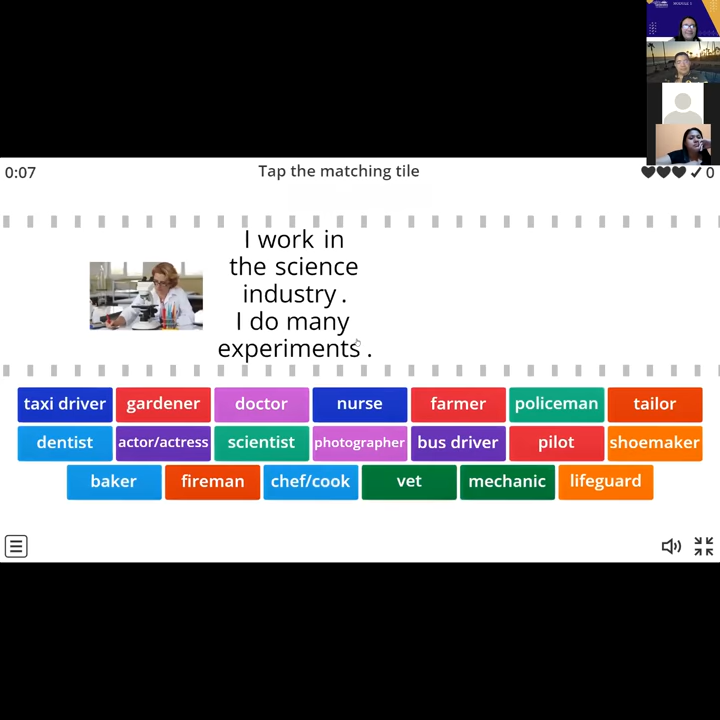 MODULE 1
0:07
Tap the matching tile
0
I work in
the science
industry .
I do many
experiments .
taxi driver
gardener
doctor
nurse
farmer
policeman
tailor
dentist
actor/actress
scientist
photographer
bus driver
pilot
shoemaker
baker
fireman
chef/cook
vet
mechanic
lifeguard